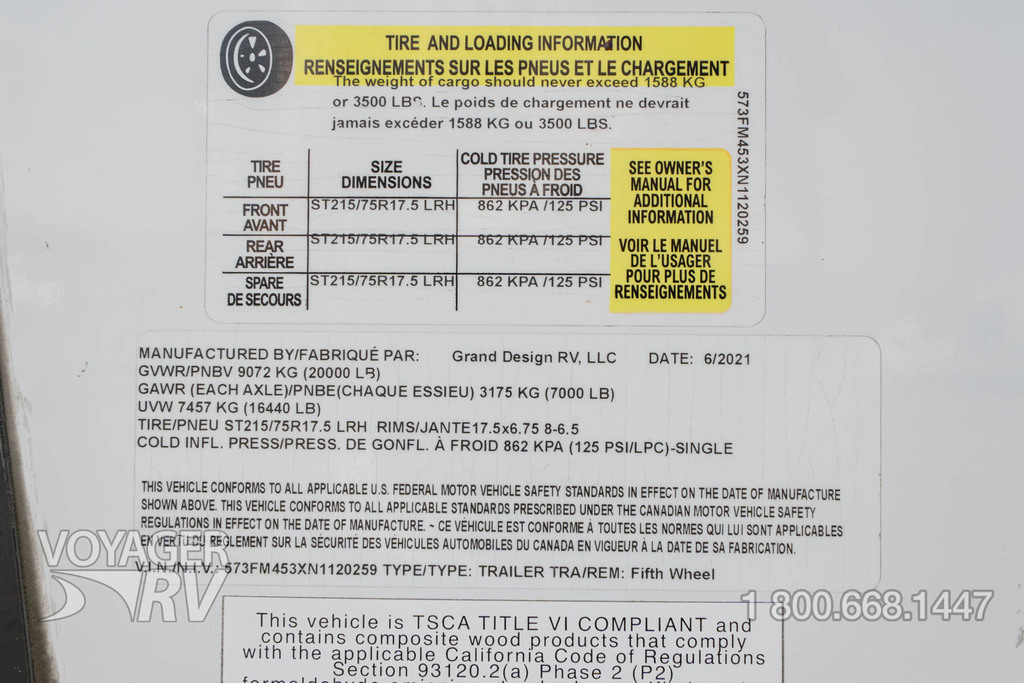 TIRE AND LOADING INFORMATION
RENSEIGNEMENTS SUR LES PNEUS ET LE CHARGEMENT
The weight of cargo should never exceed 1588 KG
or 3500 LBS. Le poids de chargement ne devrait
jamais excéder 1588 KG ou 3500 LBS.
573FM453XN1120259
TIRE PNEU SIZE DIMENSIONS COLD TIRE PRESSURE PRESSION DES PNEUS À FROID
FRONT AVANT ST215/75R17.5 LRH 862 KPA /125 PSI
REAR ARRIÈRE ST215/75R17.5 LRH 862 KPA /125 PSI
SPARE DE SECOURS ST215/75R17.5 LRH 862 KPA /125 PSI
SEE OWNER'S
MANUAL FOR
ADDITIONAL
INFORMATION
VOIR LE MANUEL
DE L'USAGER
POUR PLUS DE
RENSEIGNEMENTS
MANUFACTURED BY/FABRIQUÉ PAR: Grand Design RV, LLC DATE: 6/2021
GVWR/PNBV 9072 KG (20000 LB)
GAWR (EACH AXLE)/PNBE(CHAQUE ESSIEU) 3175 KG (7000 LB)
UVW 7457 KG (16440 LB)
TIRE/PNEU ST215/75R17.5 LRH RIMS/JANTE17.5x6.75 8-6.5
COLD INFL. PRESS/PRESS. DE GONFL. À FROID 862 KPA (125 PSI/LPC)-SINGLE
THIS VEHICLE CONFORMS TO ALL APPLICABLE U.S. FEDERAL MOTOR VEHICLE SAFETY STANDARDS IN EFFECT ON THE DATE OF MANUFACTURE
SHOWN ABOVE. THIS VEHICLE CONFORMS TO ALL APPLICABLE STANDARDS PRESCRIBED UNDER THE CANADIAN MOTOR VEHICLE SAFETY
REGULATIONS IN EFFECT ON THE DATE OF MANUFACTURE. ~ CE VÉHICULE EST CONFORME À TOUTES LES NORMES QUI LUI SONT APPLICABLES
EN VERTU DU RÈGLEMENT SUR LA SÉCURITÉ DES VÉHICULES AUTOMOBILES DU CANADA EN VIGUEUR À LA DATE DE SA FABRICATION.
V.I.N./N.I.V.: 573FM453XN1120259 TYPE/TYPE: TRAILER TRA/REM: Fifth Wheel
VOYAGER
RV
1 800.668.1447
This vehicle is TSCA TITLE VI COMPLIANT and
contains composite wood products that comply
with the applicable California Code of Regulations
Section 93120.2(a) Phase 2 (P2)